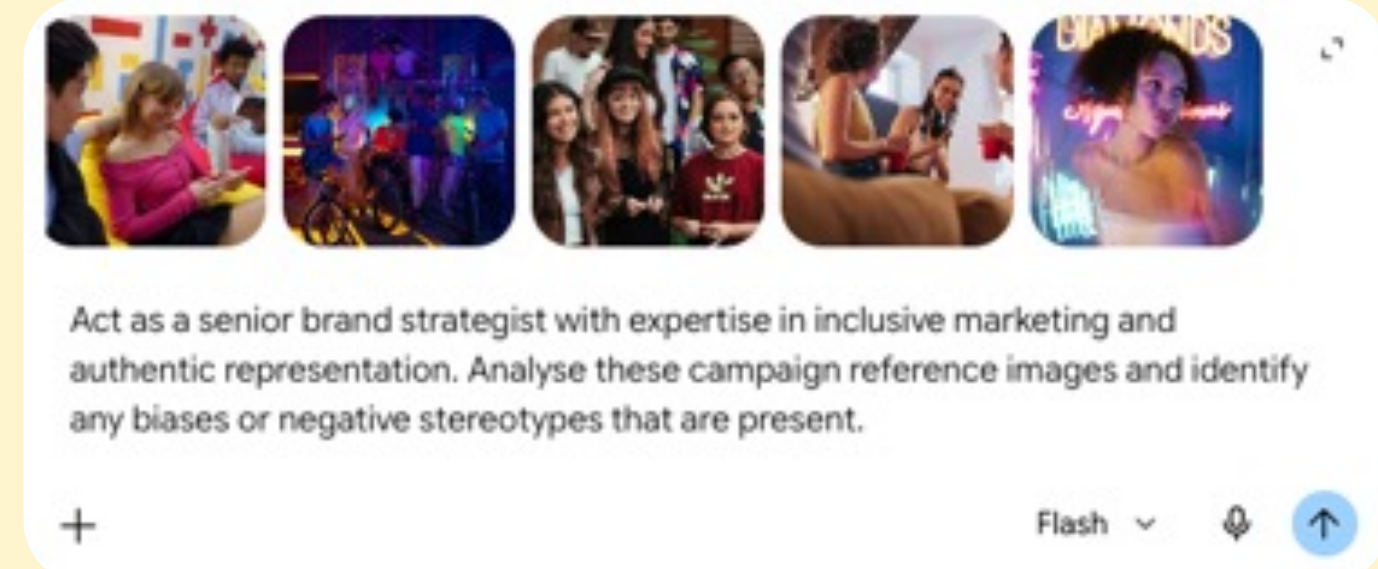 DIAMONDS
Act as a senior brand strategist with expertise in inclusive marketing and
authentic representation. Analyse these campaign reference images and identify
any biases or negative stereotypes that are present.
Flash